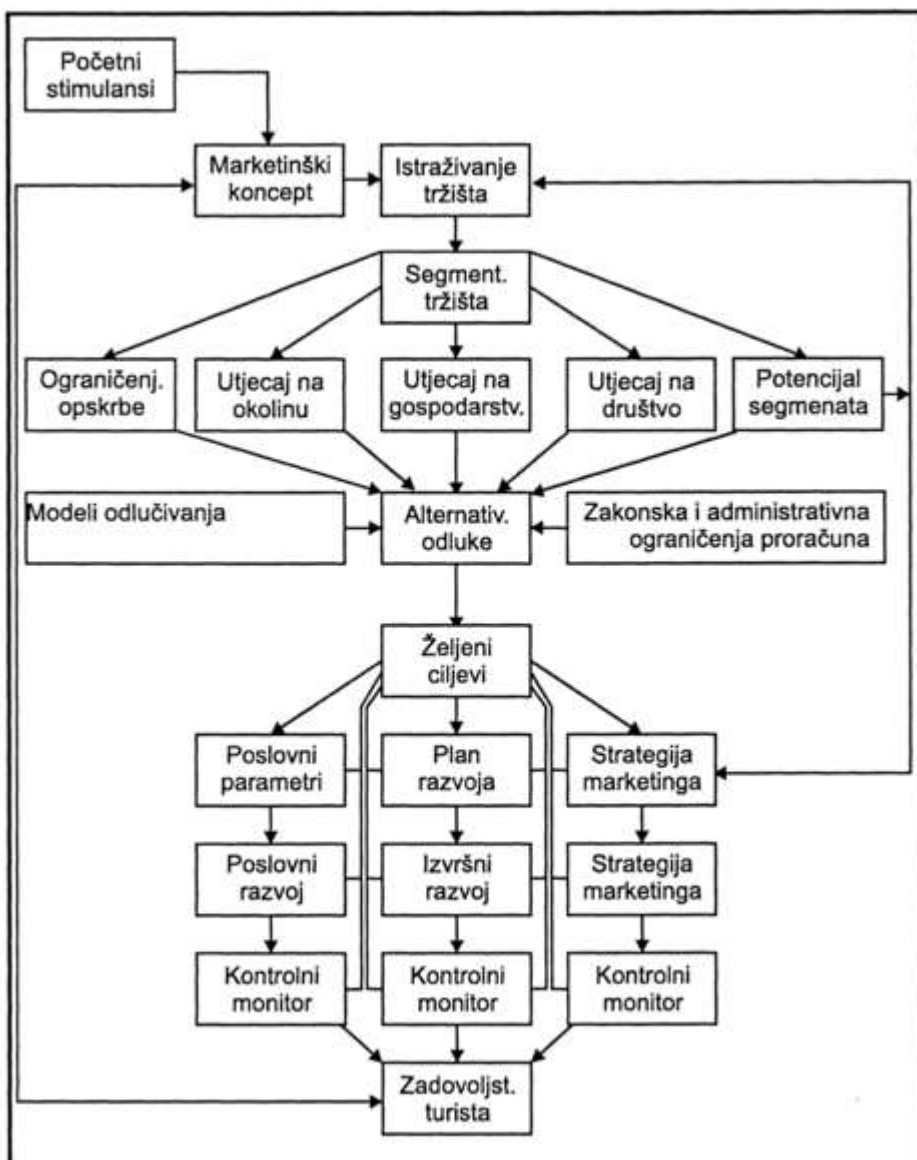 Početni
stimulansi
Marketinški
koncept
Istraživanje
tržišta
Segment.
tržišta
Ograničenj.
opskrbe
Utjecaj na
okolinu
Utjecaj na
gospodarstv.
Utjecaj na
društvo
Potencijal
segmenata
Modeli odlučivanja
Alternativ.
odluke
Zakonska i administrativna
ograničenja proračuna
Željeni
ciljevi
Poslovni
parametri
Plan
razvoja
Strategija
marketinga
Poslovni
razvoj
Izvršni
razvoj
Strategija
marketinga
Kontrolni
monitor
Kontrolni
monitor
Kontrolni
monitor
Zadovoljst.
turista